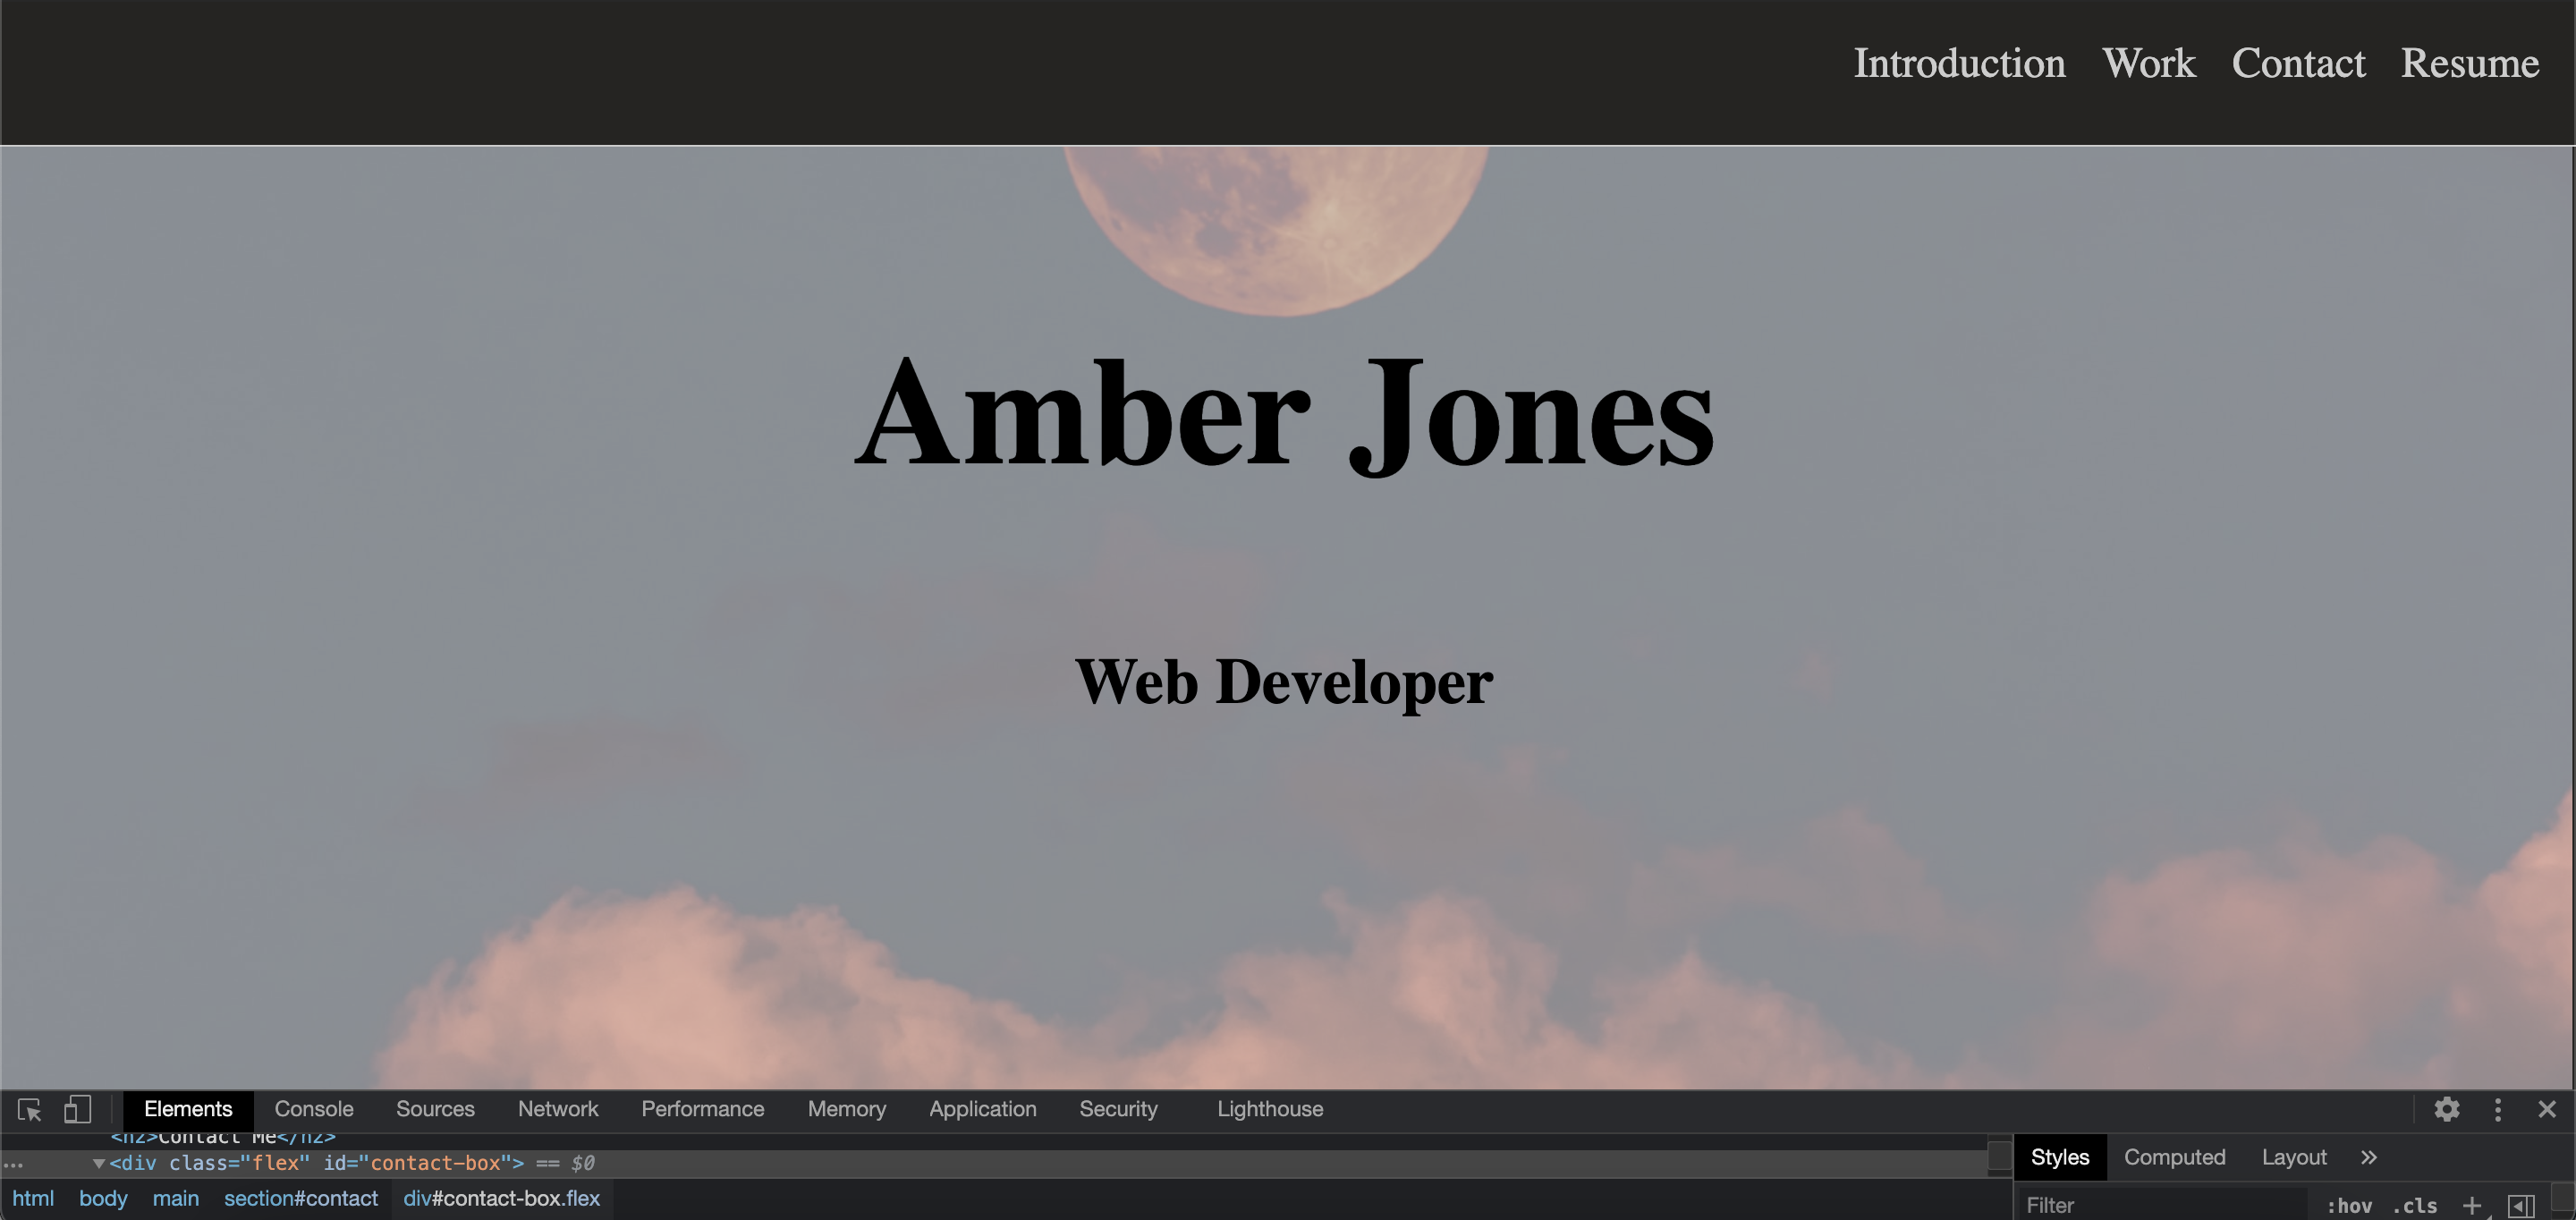 Introduction Work Contact Resume
Amber Jones
Web Developer
Elements Console Sources Network Performance Memory Application Security Lighthouse
<h2>Contact Me</h2>
Styles Computed Layout »
… ▼<div class="flex" id="contact-box"> == $0
html body main section#contact div#contact-box.flex
Filter :hov .cls +